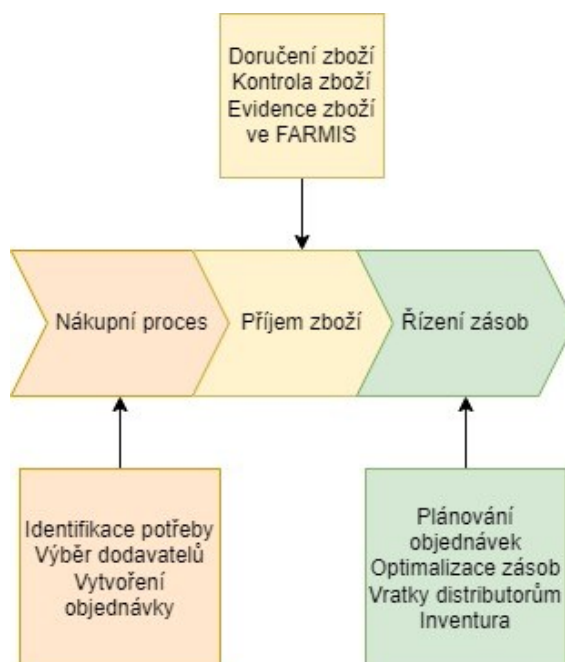 Doručení zboží
Kontrola zboží
Evidence zboží
ve FARMIS
Nákupní proces
Příjem zboží
Řízení zásob
Identifikace potřeby
Výběr dodavatelů
Vytvoření
objednávky
Plánování
objednávek
Optimalizace zásob
Vratky distributorům
Inventura